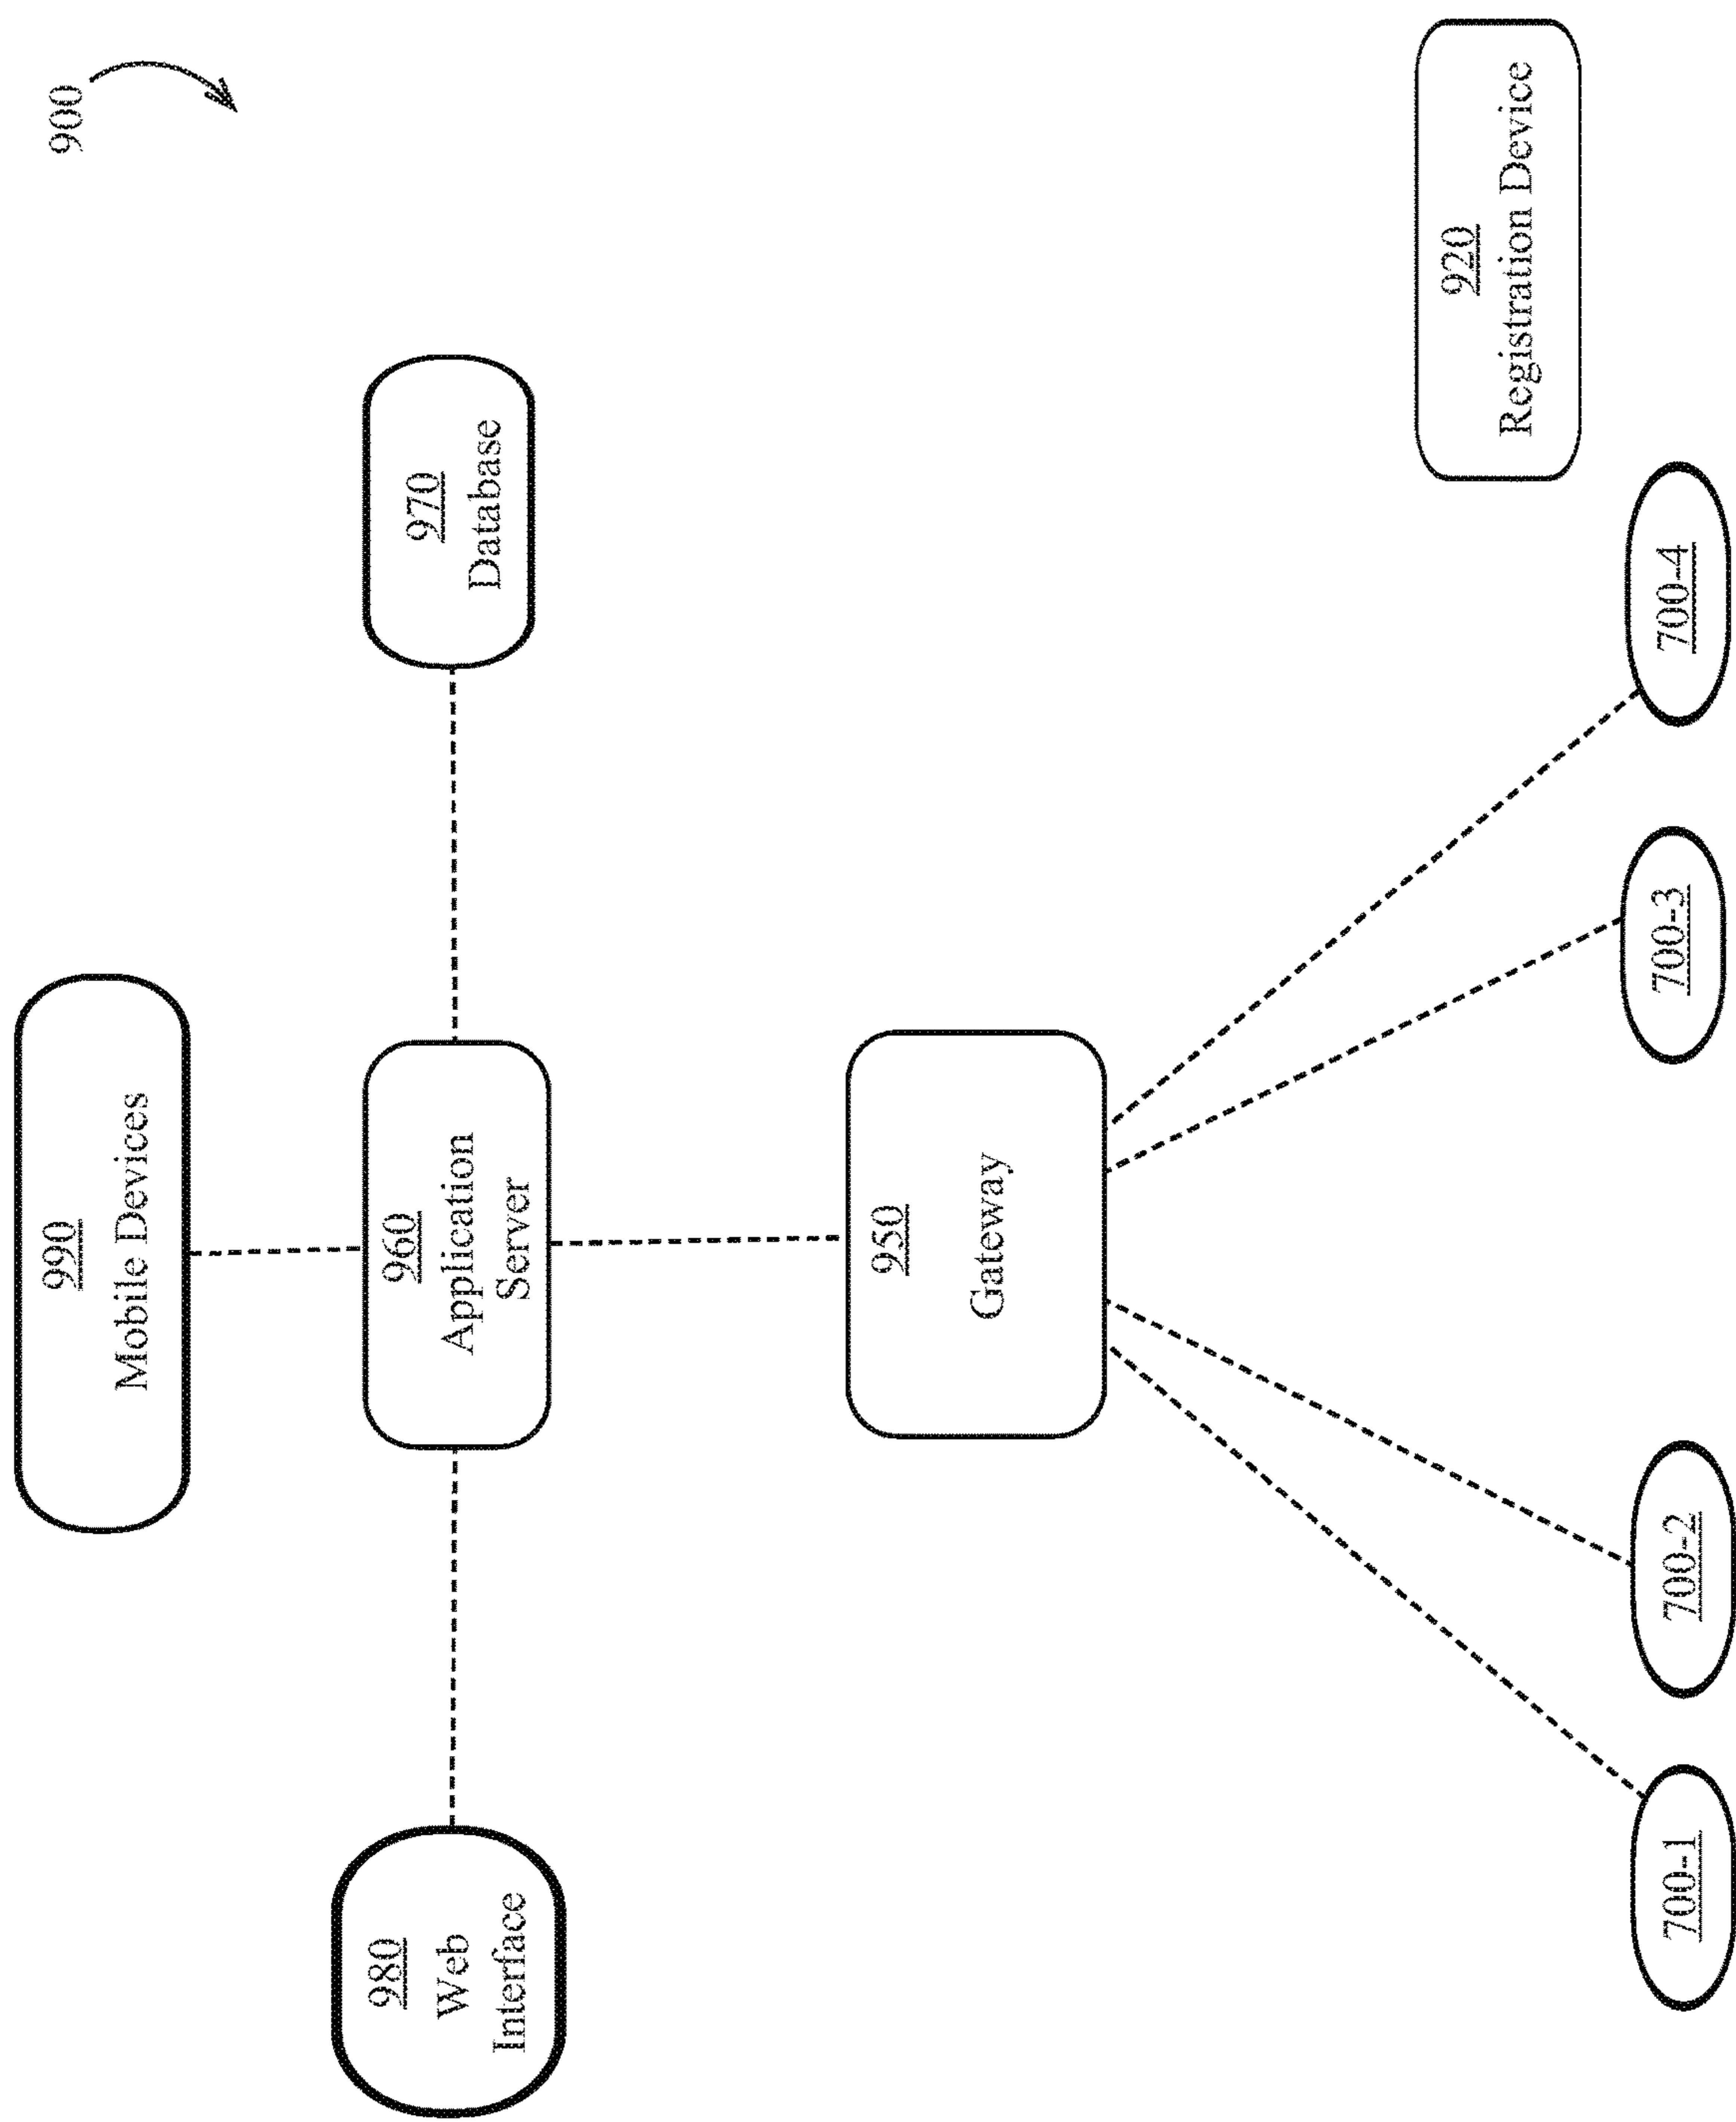 900
990
Mobile Devices
980
Web
Interface
960
Application
Server
970
Database
950
Gateway
920
Registration Device
700-1
700-2
700-3
700-4